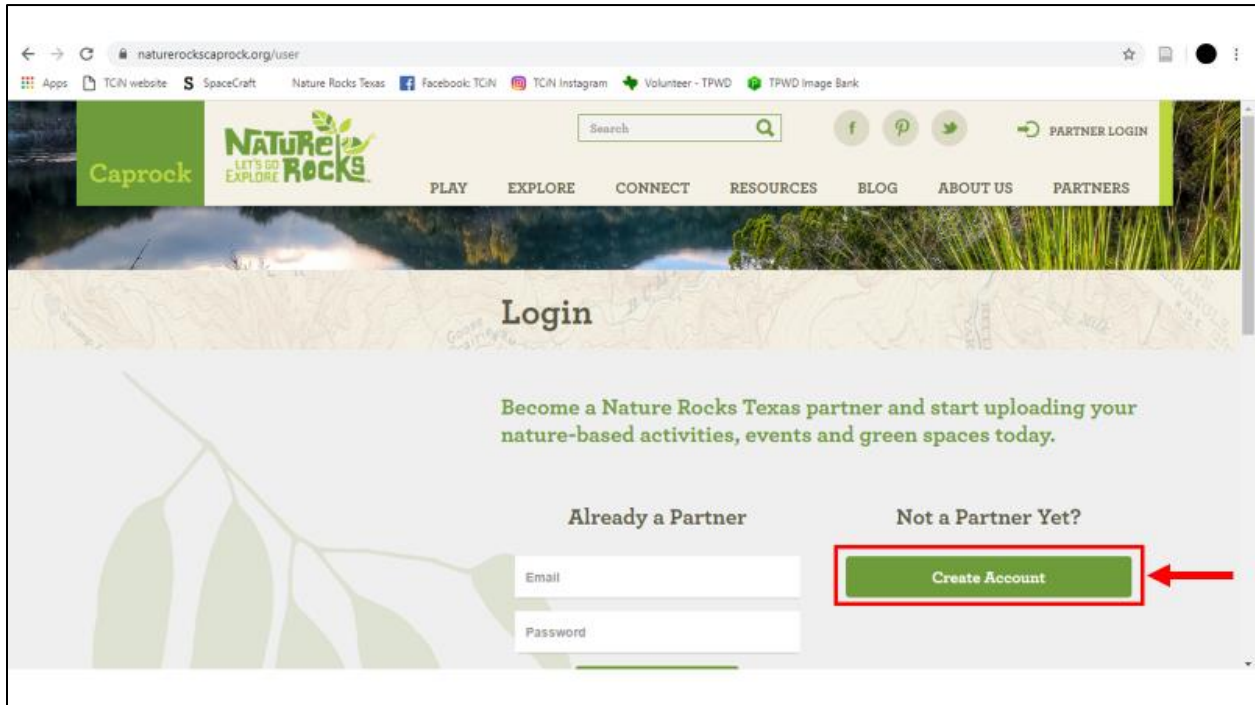 naturerockscaprock.org/user
Apps TCiN website S SpaceCraft Nature Rocks Texas Facebook: TCiN TCiN Instagram Volunteer - TPWD TPWD Image Bank
Caprock
NATURE
LET'S GO
EXPLORE ROCKS
Search
PARTNER LOGIN
PLAY EXPLORE CONNECT RESOURCES BLOG ABOUT US PARTNERS
Login
Become a Nature Rocks Texas partner and start uploading your
nature-based activities, events and green spaces today.
Already a Partner
Not a Partner Yet?
Email
Create Account
Password